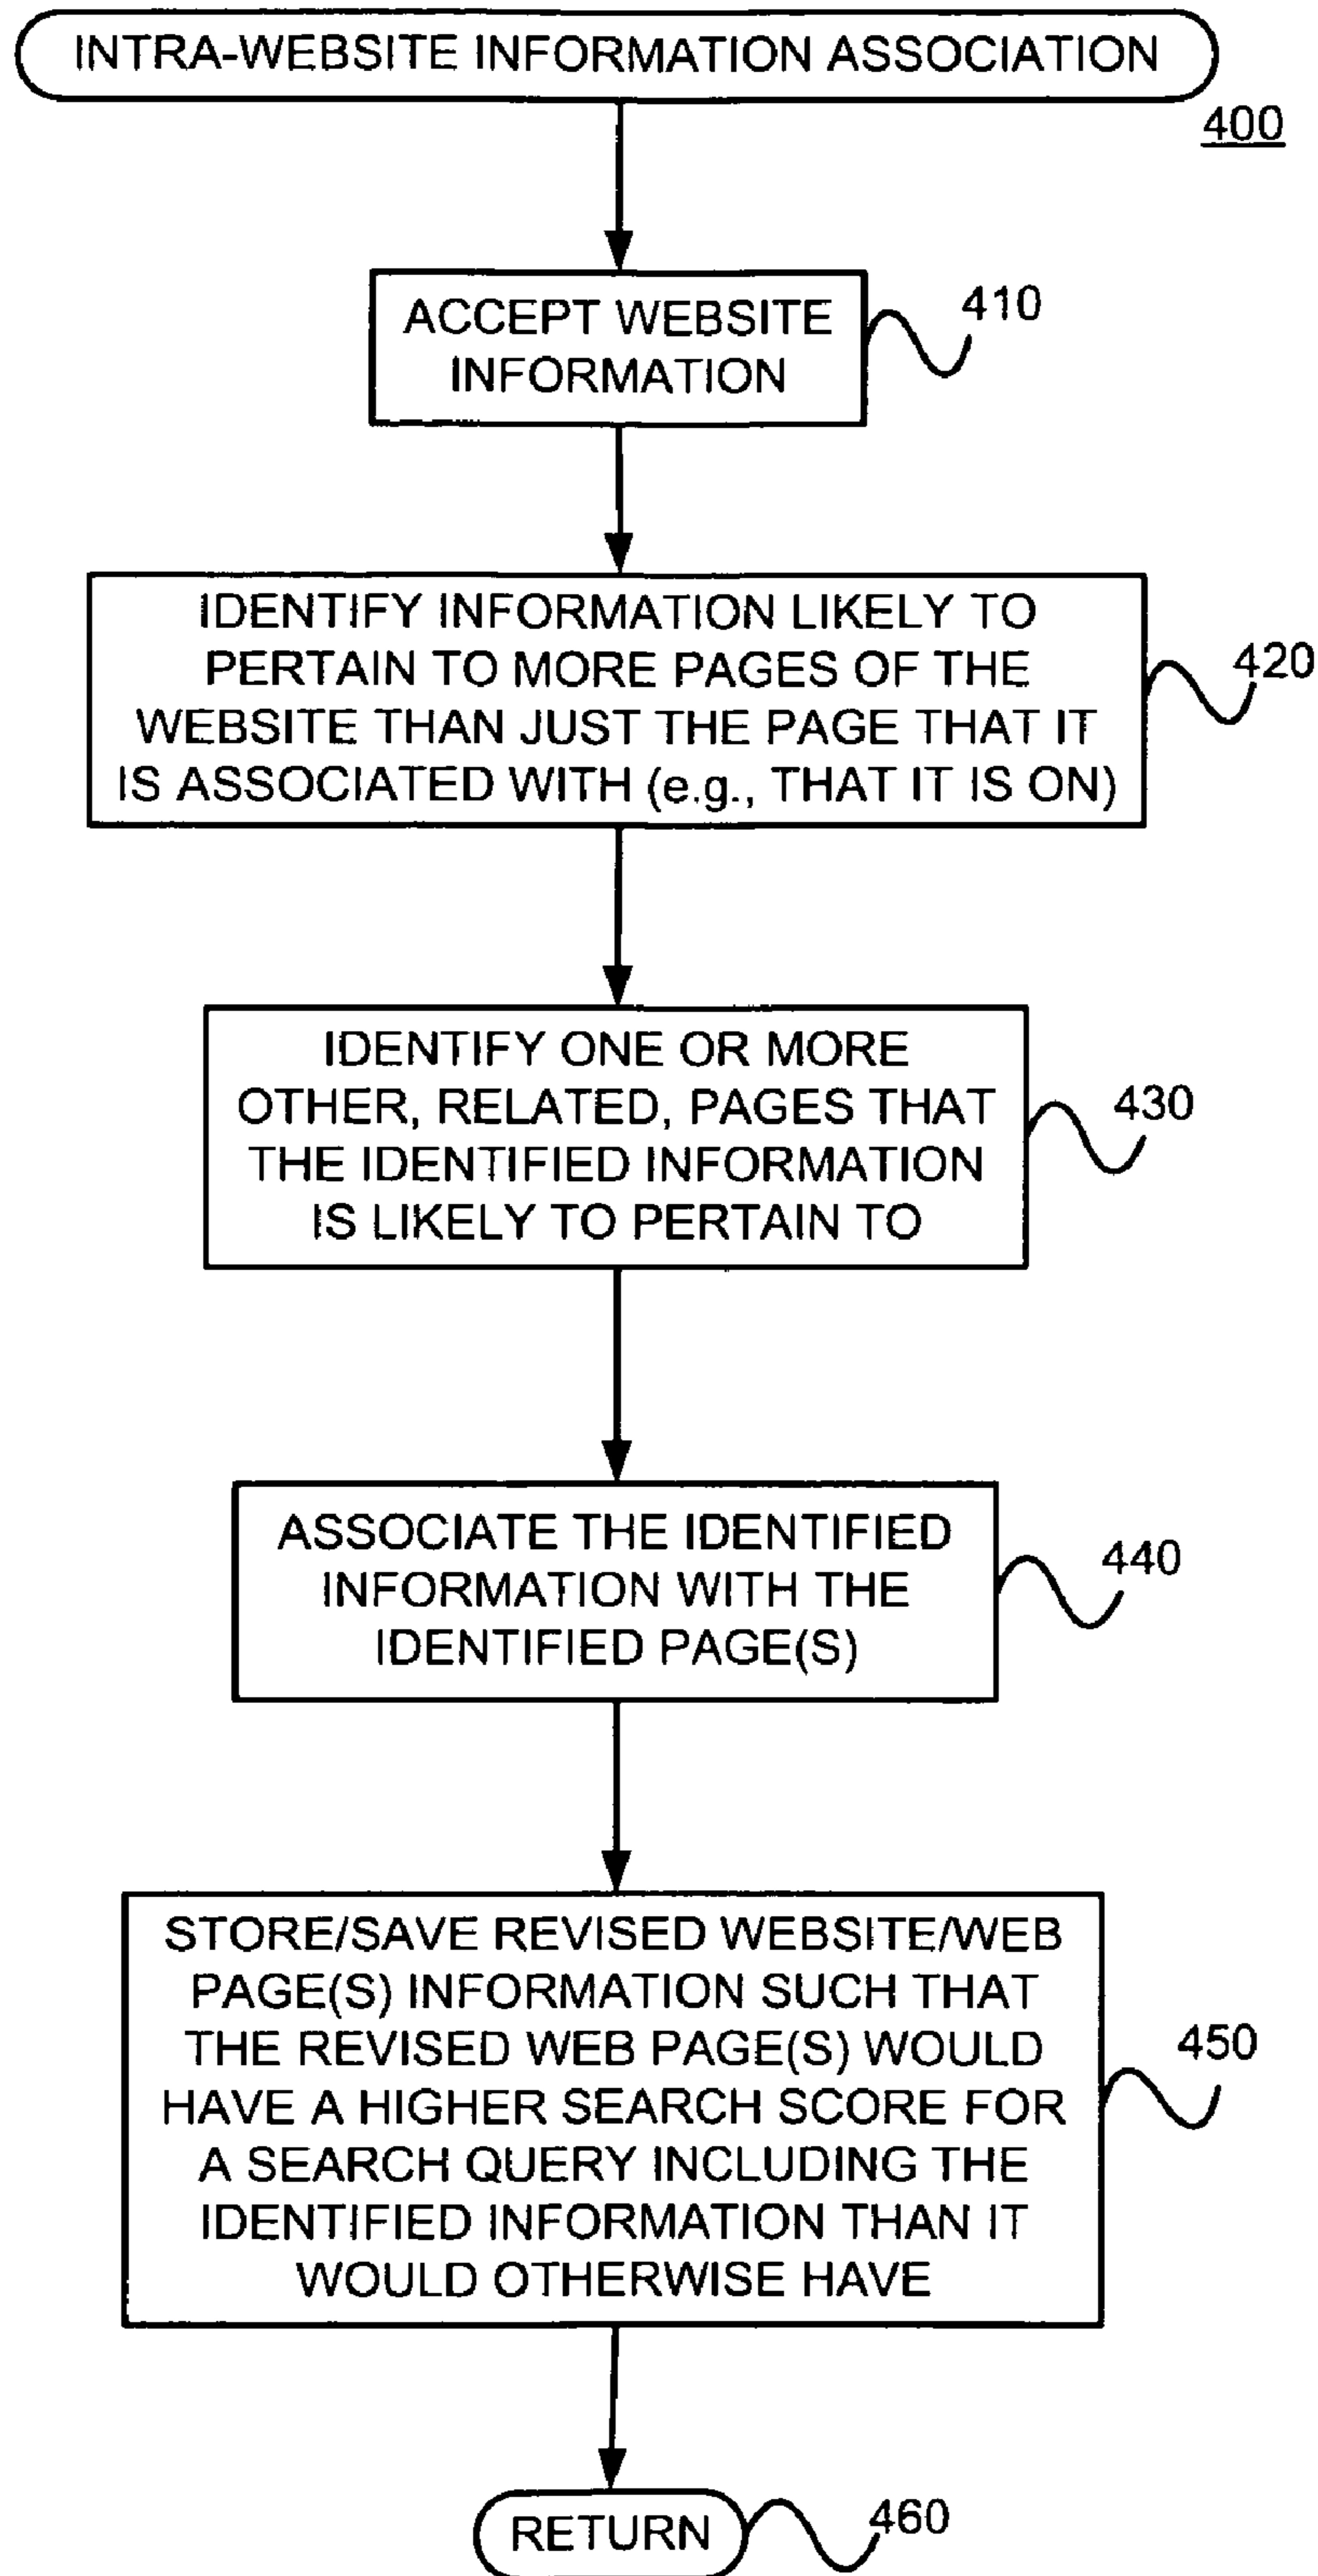 INTRA-WEBSITE INFORMATION ASSOCIATION
400
ACCEPT WEBSITE
INFORMATION
410
IDENTIFY INFORMATION LIKELY TO
PERTAIN TO MORE PAGES OF THE
WEBSITE THAN JUST THE PAGE THAT IT
IS ASSOCIATED WITH (e.g., THAT IT IS ON)
420
IDENTIFY ONE OR MORE
OTHER, RELATED, PAGES THAT
THE IDENTIFIED INFORMATION
IS LIKELY TO PERTAIN TO
430
ASSOCIATE THE IDENTIFIED
INFORMATION WITH THE
IDENTIFIED PAGE(S)
440
STORE/SAVE REVISED WEBSITE/WEB
PAGE(S) INFORMATION SUCH THAT
THE REVISED WEB PAGE(S) WOULD
HAVE A HIGHER SEARCH SCORE FOR
A SEARCH QUERY INCLUDING THE
IDENTIFIED INFORMATION THAN IT
WOULD OTHERWISE HAVE
450
RETURN
460